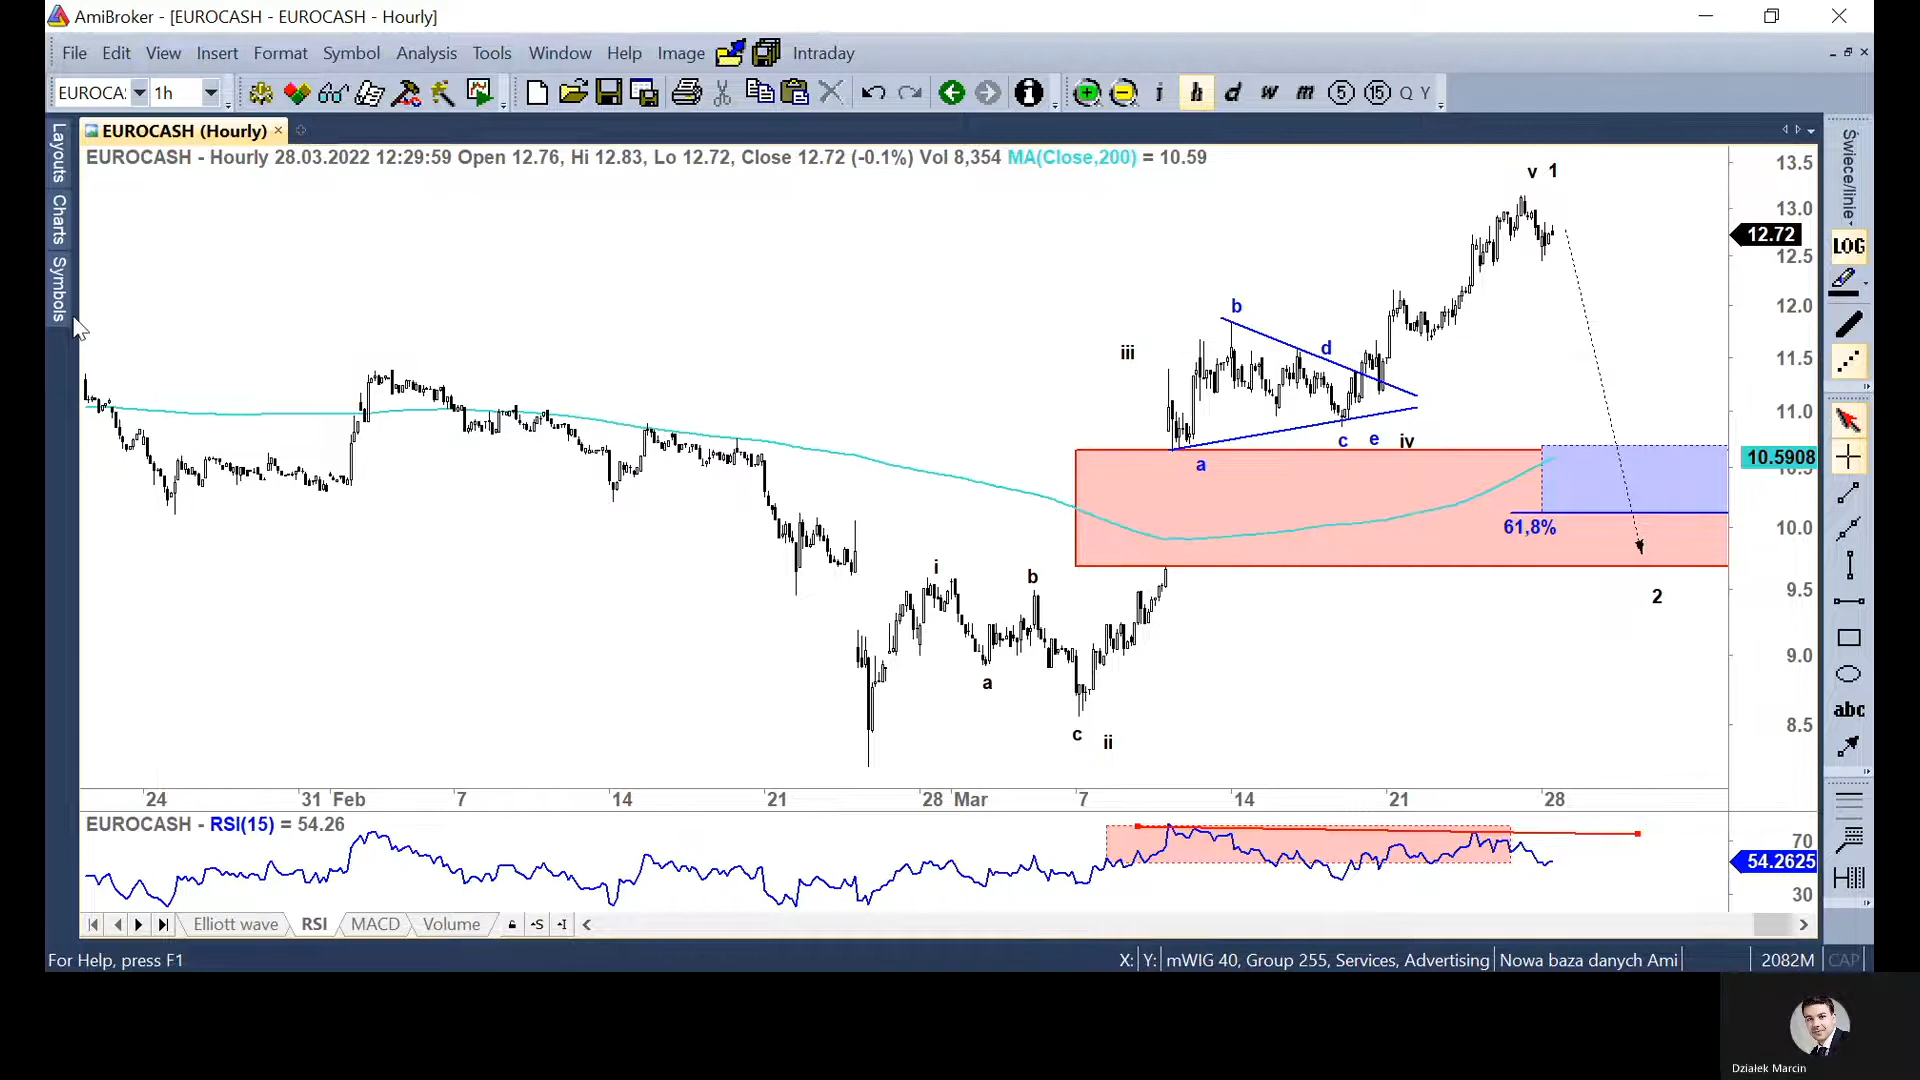 AmiBroker - [EUROCASH - EUROCASH - Hourly]
File Edit View Insert Format Symbol Analysis Tools Window Help Image Intraday
EUROCA: 1h i h d w m 5 15 Q Y
EUROCASH (Hourly)
EUROCASH - Hourly 28.03.2022 12:29:59 Open 12.76, Hi 12.83, Lo 12.72, Close 12.72 (-0.1%) Vol 8,354 MA(Close,200) = 10.59
Layouts
Charts
Symbols
Świece/linie
LOG
abc
v 1
13.5
13.0
12.72
12.5
12.0
11.5
11.0
10.5908
10.5
10.0
9.5
9.0
8.5
b
iii
d
c e iv
a
61,8%
i
b
2
a
c
ii
24 31 Feb 7 14 21 28 Mar 7 14 21 28
EUROCASH - RSI(15) = 54.26
70
54.2625
30
Elliott wave RSI MACD Volume
For Help, press F1
X: Y: mWIG 40, Group 255, Services, Advertising Nowa baza danych Ami 2082M CAP
Działek Marcin